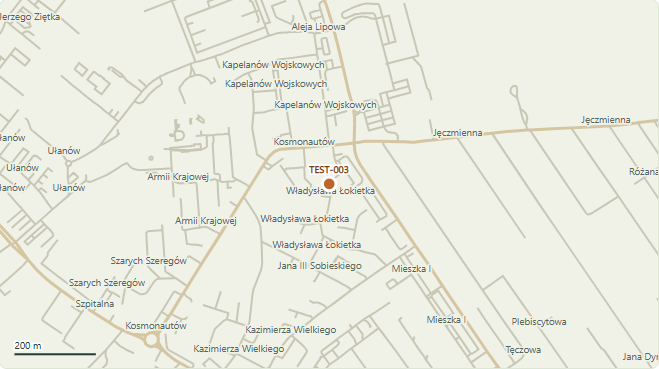 Jerzego Ziętka
Aleja Lipowa
Kapelanów Wojskowych
Kapelanów Wojskowych
Kapelanów Wojskowych
Jęczmienna
Jęczmienna
Kosmonautów
Ułanów
Ułanów
Ułanów
Armii Krajowej
TEST-003
Różana
Władysława Łokietka
Armii Krajowej
Władysława Łokietka
Władysława Łokietka
Szarych Szeregów
Jana III Sobieskiego
Mieszka I
Szarych Szeregów
Szpitalna
Kosmonautów
Kazimierza Wielkiego
Mieszka I
Plebiscytowa
200 m
Kazimierza Wielkiego
Tęczowa